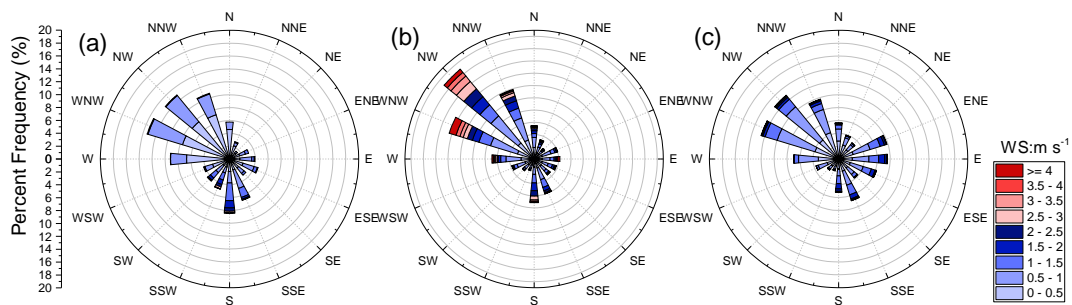 20
18
16
14
12
10
8
6
4
2
0
2
4
6
8
10
12
14
16
18
20
Percent Frequency (%)
(a)
N
NNE
NE
ENE
E
ESE
SE
SSE
S
SSW
SW
WSW
W
WNW
NW
NNW
(b)
N
NNE
NE
ENE
E
ESE
SE
SSE
S
SSW
SW
WSW
W
WNW
NW
NNW
(c)
N
NNE
NE
ENE
E
ESE
SE
SSE
S
SSW
SW
WSW
W
WNW
NW
NNW
WS:m s⁻¹
>= 4
3.5 - 4
3 - 3.5
2.5 - 3
2 - 2.5
1.5 - 2
1 - 1.5
0.5 - 1
0 - 0.5